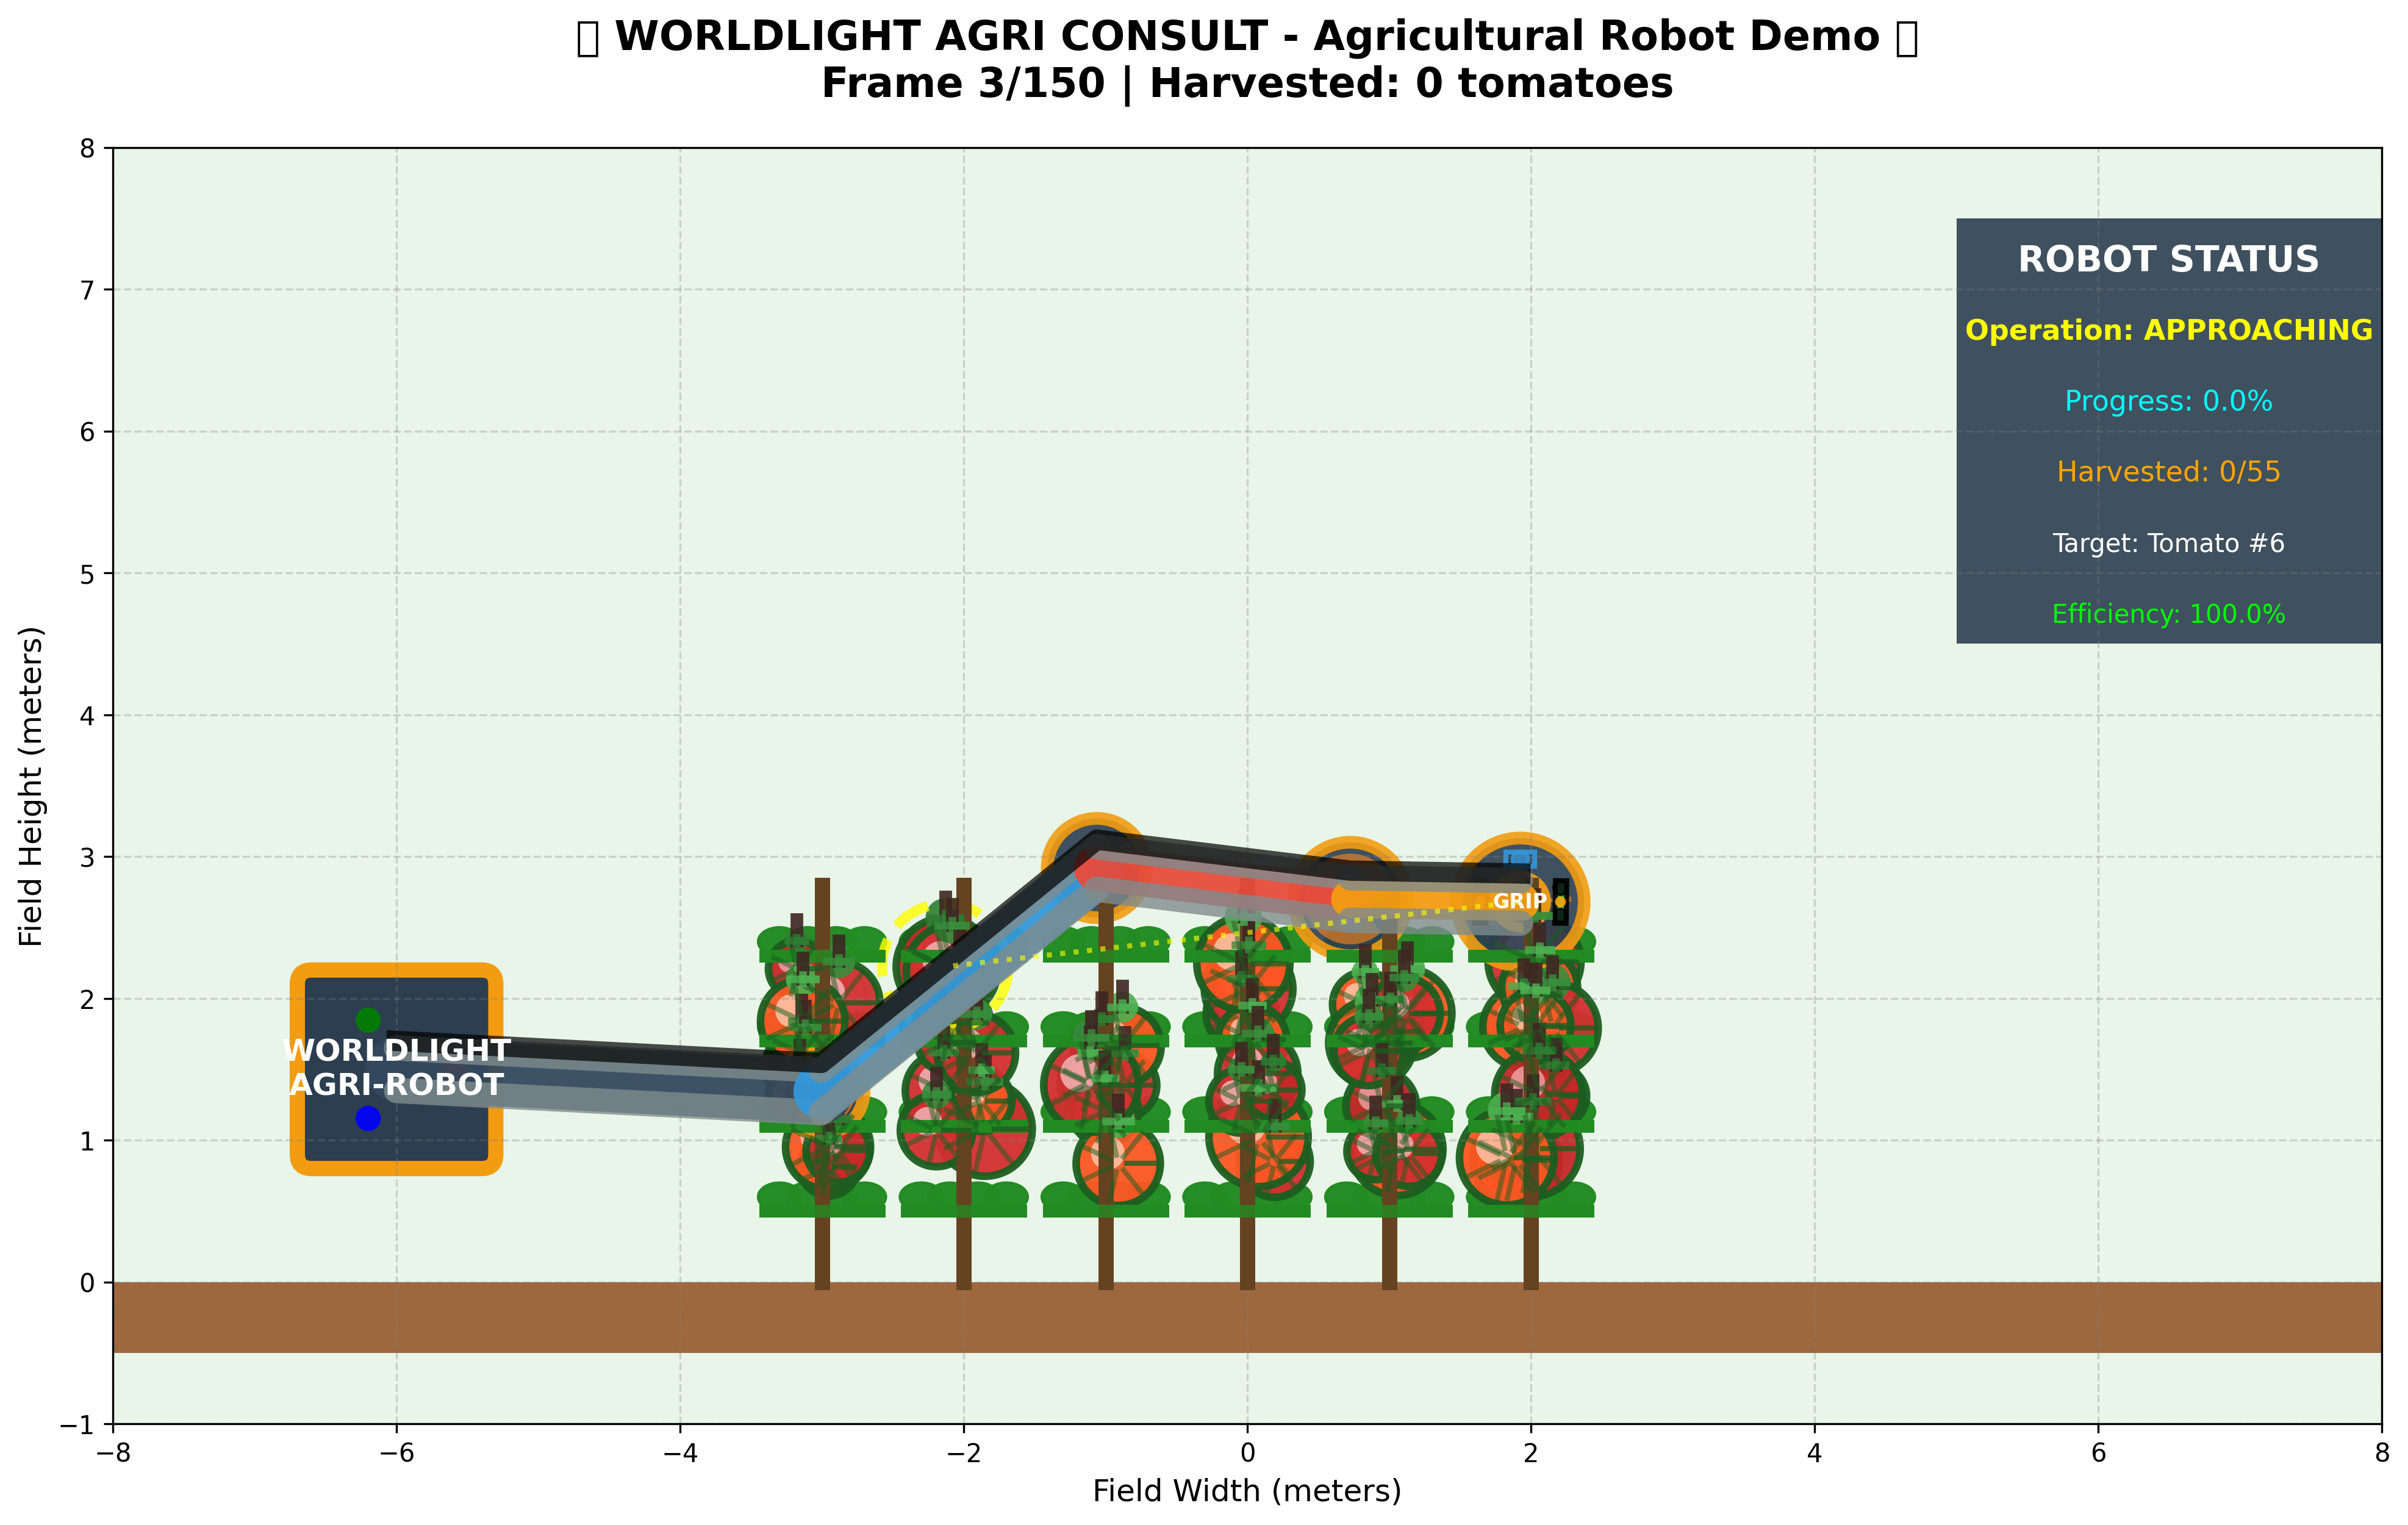 ▯ WORLDLIGHT AGRI CONSULT - Agricultural Robot Demo ▯
Frame 3/150 | Harvested: 0 tomatoes
8
7
6
5
4
3
2
1
0
−1
Field Height (meters)
ROBOT STATUS
Operation: APPROACHING
Progress: 0.0%
Harvested: 0/55
Target: Tomato #6
Efficiency: 100.0%
GRIP
WORLDLIGHT
AGRI-ROBOT
−8 −6 −4 −2 0 2 4 6 8
Field Width (meters)